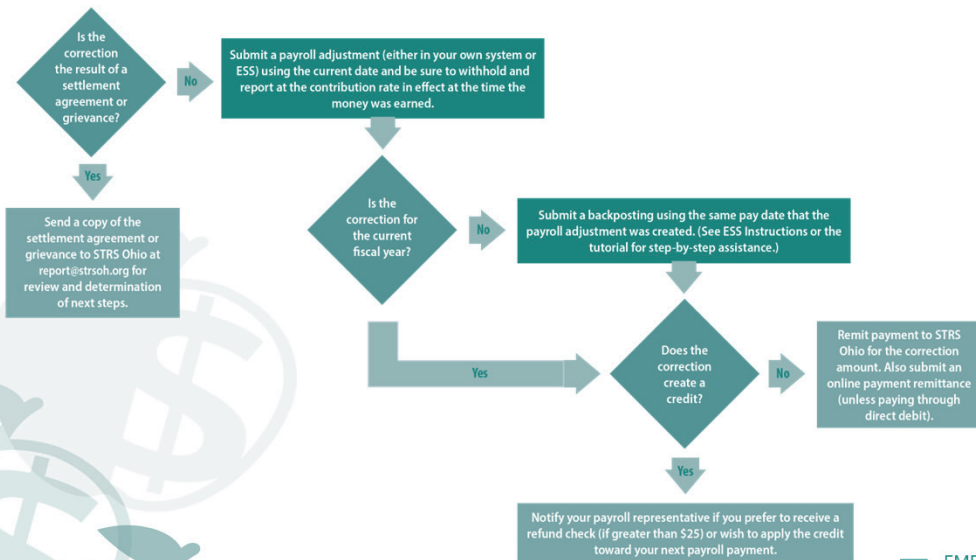 Is the
correction
the result of a
settlement
agreement or
grievance?
No
Submit a payroll adjustment (either in your own system or
ESS) using the current date and be sure to withhold and
report at the contribution rate in effect at the time the
money was earned.
Yes
Send a copy of the
settlement agreement or
grievance to STRS Ohio at
report@strsoh.org for
review and determination
of next steps.
Is the
correction for
the current
fiscal year?
No
Submit a backposting using the same pay date that the
payroll adjustment was created. (See ESS Instructions or the
tutorial for step-by-step assistance.)
Yes
Does the
correction
create a
credit?
No
Remit payment to STRS
Ohio for the correction
amount. Also submit an
online payment remittance
(unless paying through
direct debit).
Yes
Notify your payroll representative if you prefer to receive a
refund check (if greater than $25) or wish to apply the credit
toward your next payroll payment.
$
$